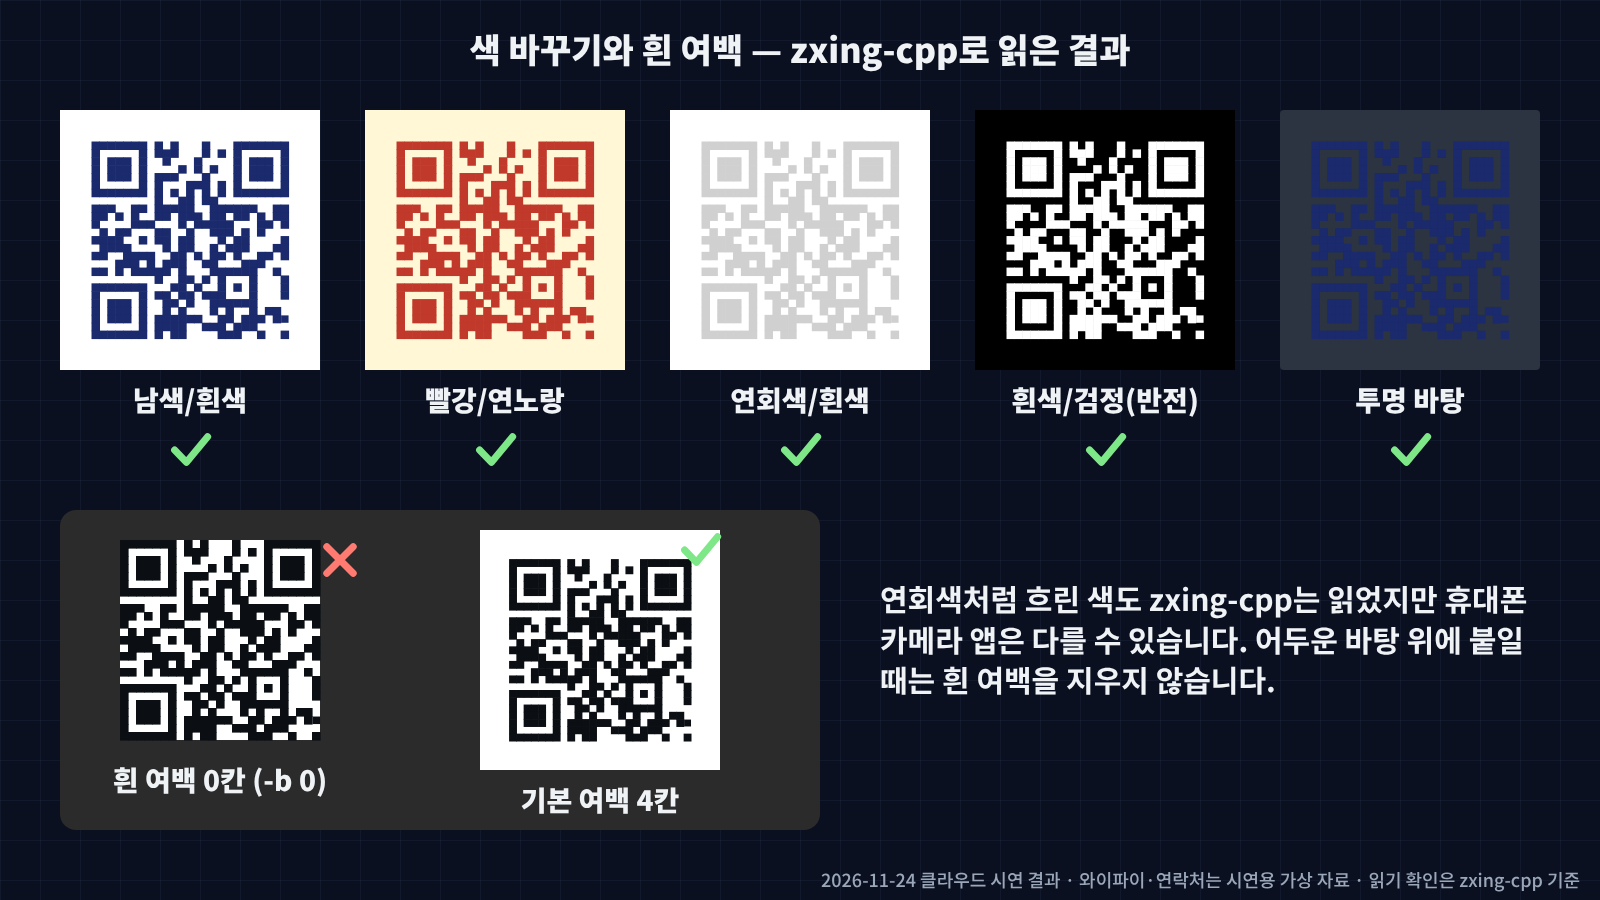 색 바꾸기와 흰 여백 — zxing-cpp로 읽은 결과
남색/흰색
빨강/연노랑
연회색/흰색
흰색/검정(반전)
투명 바탕
흰 여백 0칸 (-b 0)
기본 여백 4칸
연회색처럼 흐린 색도 zxing-cpp는 읽었지만 휴대폰
카메라 앱은 다를 수 있습니다. 어두운 바탕 위에 붙일
때는 흰 여백을 지우지 않습니다.
2026-11-24 클라우드 시연 결과 · 와이파이·연락처는 시연용 가상 자료 · 읽기 확인은 zxing-cpp 기준